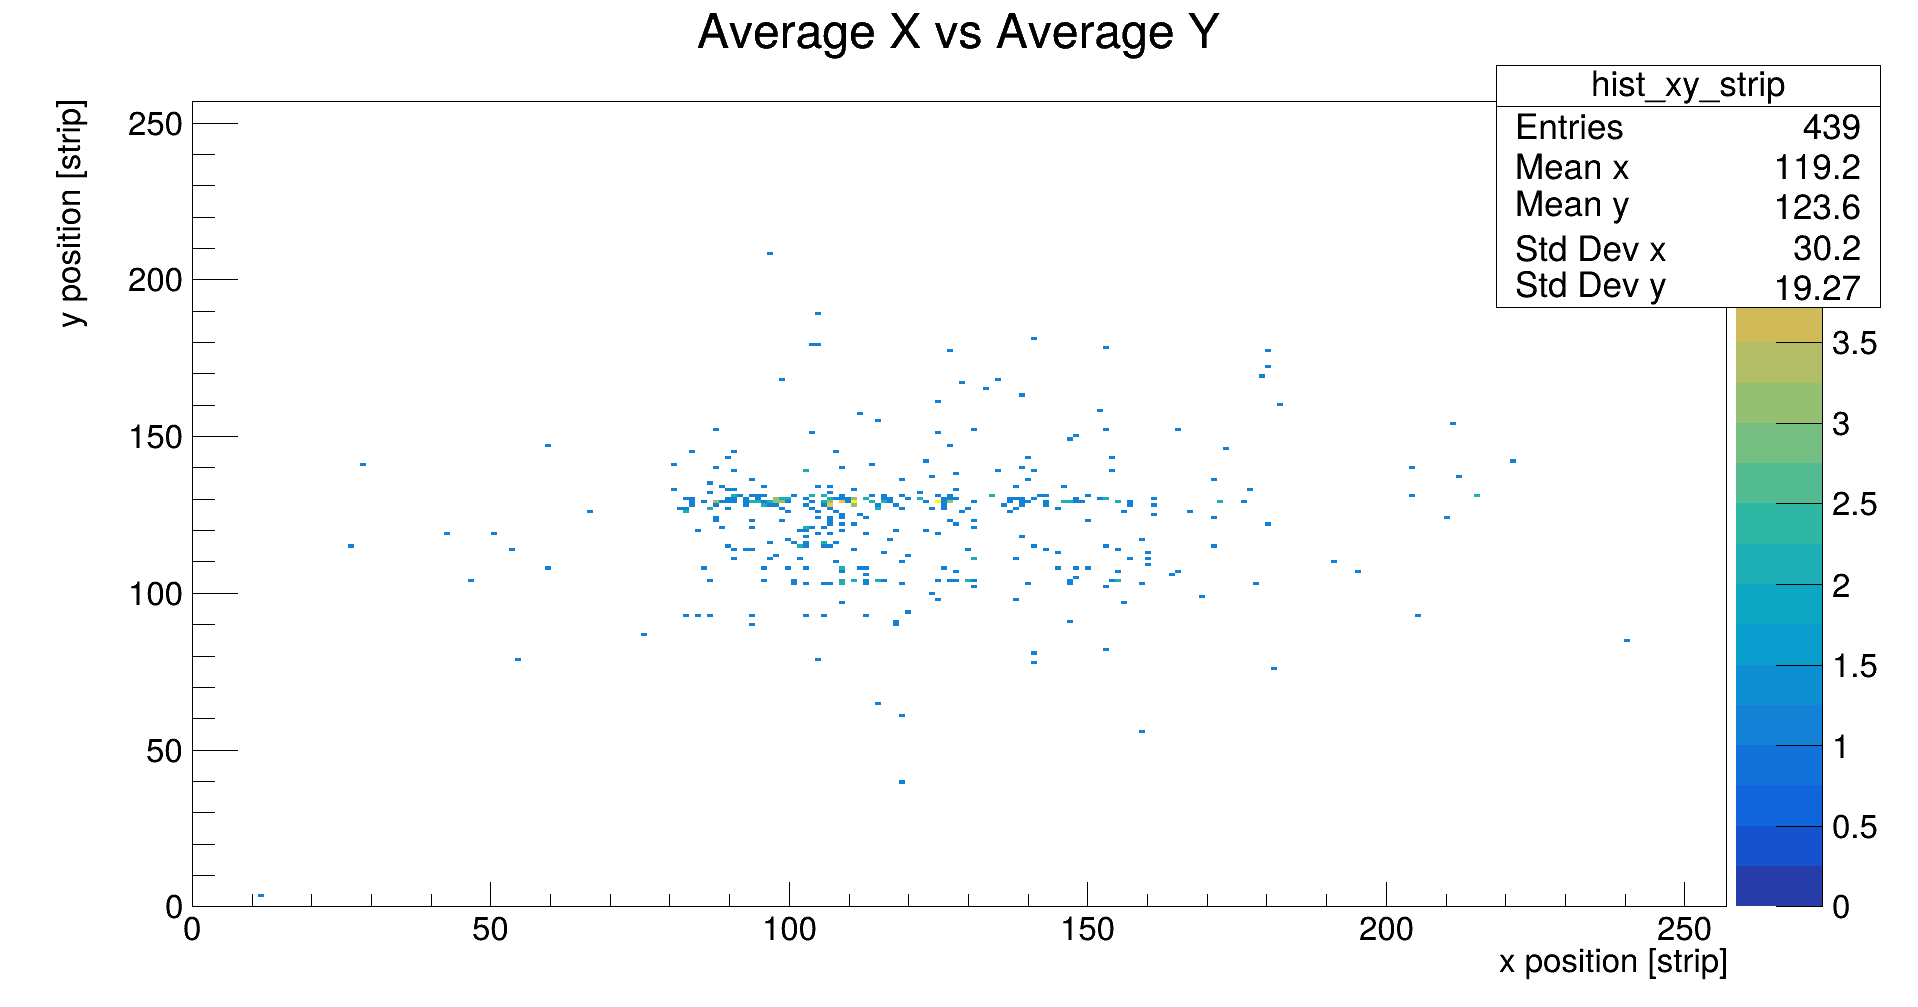 Average X vs Average Y
hist_xy_strip
Entries 439
Mean x 119.2
Mean y 123.6
Std Dev x 30.2
Std Dev y 19.27
y position [strip]
250
200
150
100
50
0
0 50 100 150 200 250
x position [strip]
3.5
3
2.5
2
1.5
1
0.5
0